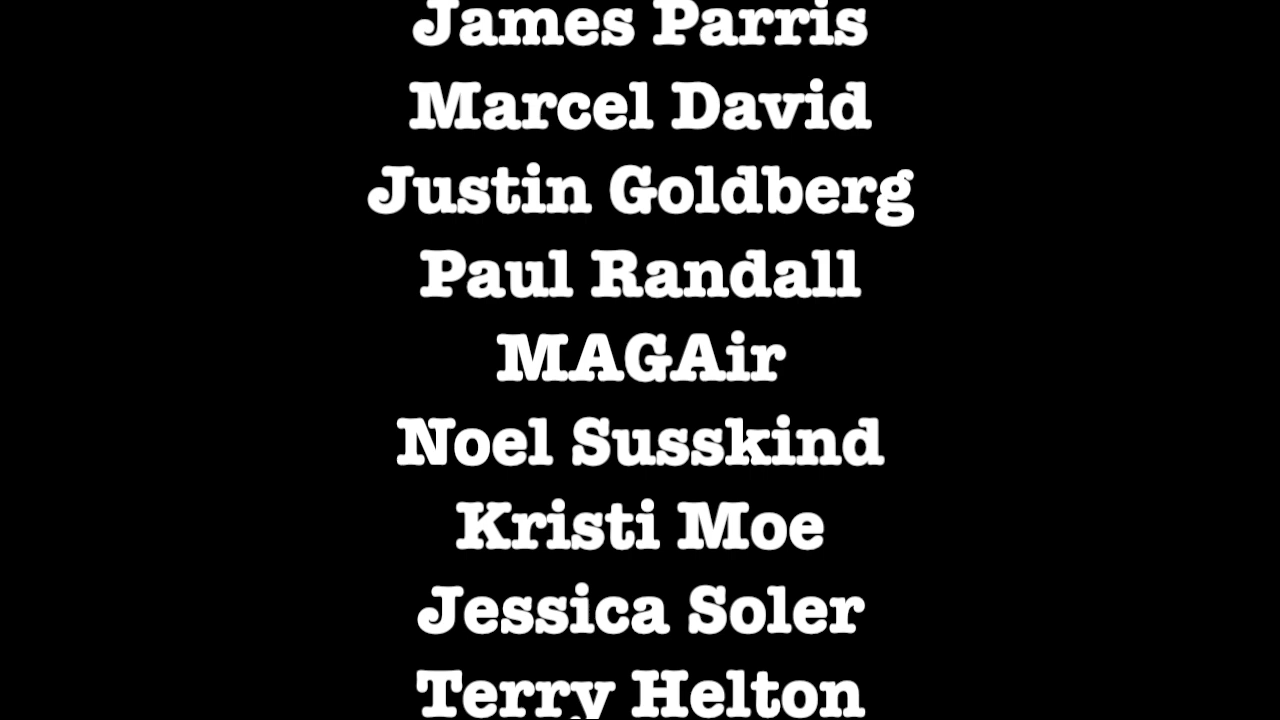 James Parris
Marcel David
Justin Goldberg
Paul Randall
MAGAir
Noel Susskind
Kristi Moe
Jessica Soler
Terry Helton